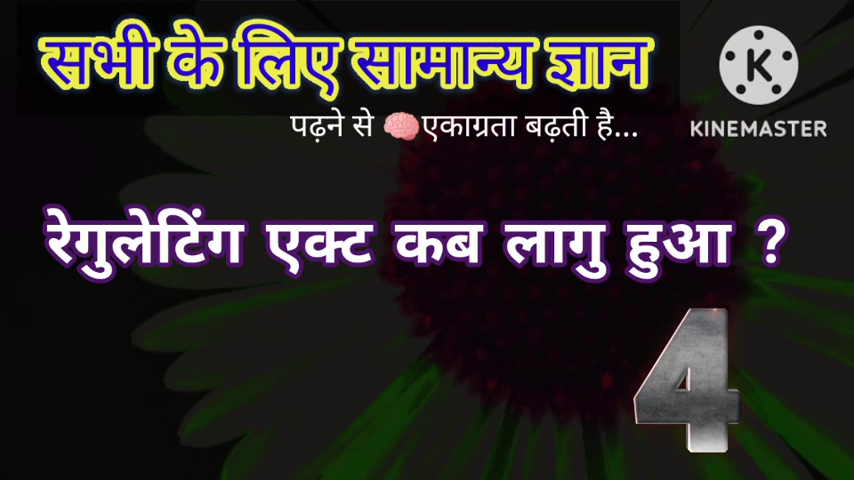 सभी के लिए सामान्य ज्ञान
पढ़ने से 🧠एकाग्रता बढ़ती है...
KINEMASTER
रेगुलेटिंग एक्ट कब लागु हुआ ?
4